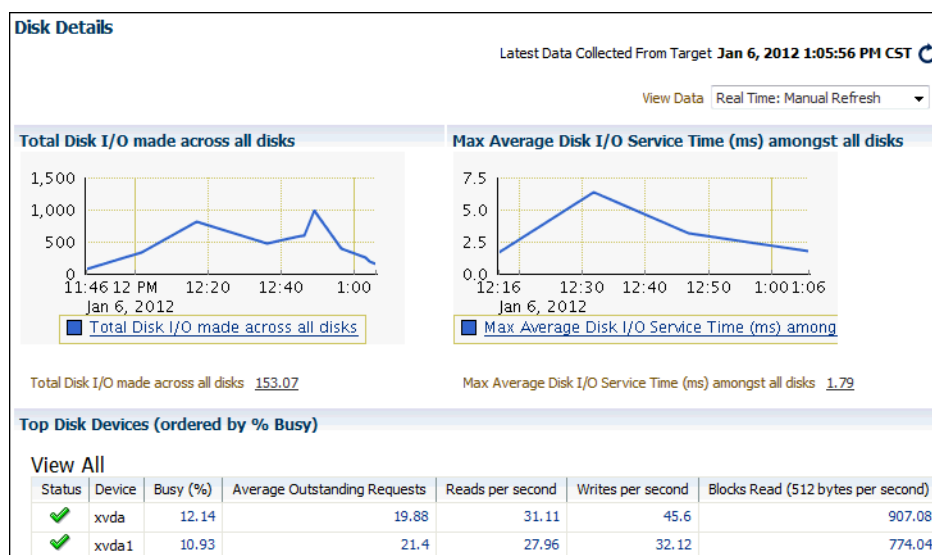 Disk Details
Latest Data Collected From Target Jan 6, 2012 1:05:56 PM CST
View Data Real Time: Manual Refresh
Total Disk I/O made across all disks
1,500
1,000
500
0
11:46 12 PM 12:20 12:40 1:00
Jan 6, 2012
Total Disk I/O made across all disks
Total Disk I/O made across all disks 153.07
Max Average Disk I/O Service Time (ms) amongst all disks
7.5
5.0
2.5
0.0
12:16 12:30 12:40 12:50 1:00 1:06
Jan 6, 2012
Max Average Disk I/O Service Time (ms) among
Max Average Disk I/O Service Time (ms) amongst all disks 1.79
Top Disk Devices (ordered by % Busy)
View All
Status Device Busy (%) Average Outstanding Requests Reads per second Writes per second Blocks Read (512 bytes per second)
xvda 12.14 19.88 31.11 45.6 907.08
xvda1 10.93 21.4 27.96 32.12 774.04